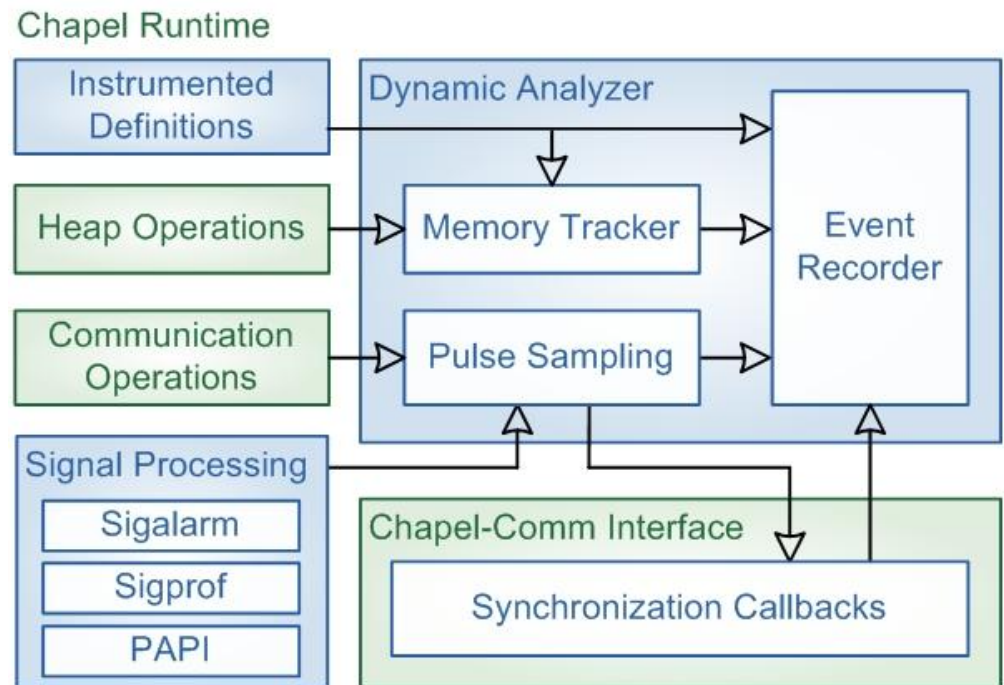 Chapel Runtime
Instrumented
Definitions
Dynamic Analyzer
Heap Operations
Memory Tracker
Event
Recorder
Communication
Operations
Pulse Sampling
Signal Processing
Sigalarm
Sigprof
PAPI
Chapel-Comm Interface
Synchronization Callbacks